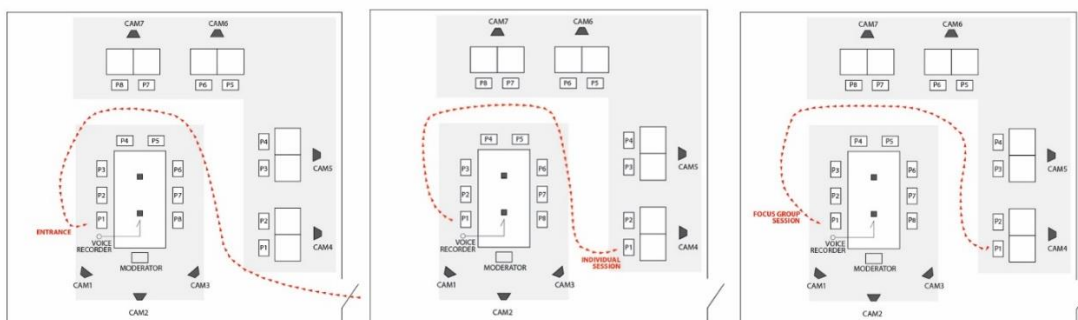 CAM7 CAM6
P8 P7 P6 P5
P4 P5
P3 P6
P2 P7
P1 P8
ENTRANCE
VOICE
RECORDER
MODERATOR
CAM1 CAM3
CAM2
P4
P3
CAM5
P2
P1
CAM4
CAM7 CAM6
P8 P7 P6 P5
P4 P5
P3 P6
P2 P7
P1 P8
VOICE
RECORDER
MODERATOR
CAM1 CAM3
CAM2
P4
P3
CAM5
P2
P1
CAM4
INDIVIDUAL
SESSION
CAM7 CAM6
P8 P7 P6 P5
P4 P5
P3 P6
P2 P7
P1 P8
FOCUS GROUP
SESSION
VOICE
RECORDER
MODERATOR
CAM1 CAM3
CAM2
P4
P3
CAM5
P2
P1
CAM4